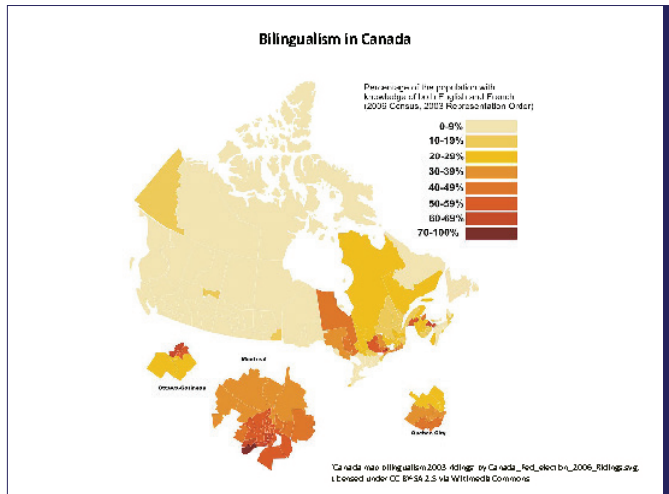 Bilingualism in Canada
Percentage of the population with
knowledge of both English and French
(2006 Census, 2003 Representation Order)
0-9%
10-19%
20-29%
30-39%
40-49%
50-59%
60-69%
70-100%
Montreal
Ottawa-Gatineau
Quebec City
'Canada map bilingualism 2003 ridings' by Canada_Fed_election_2006_Ridings.svg.
Licensed under CC BY-SA 2.5 via Wikimedia Commons